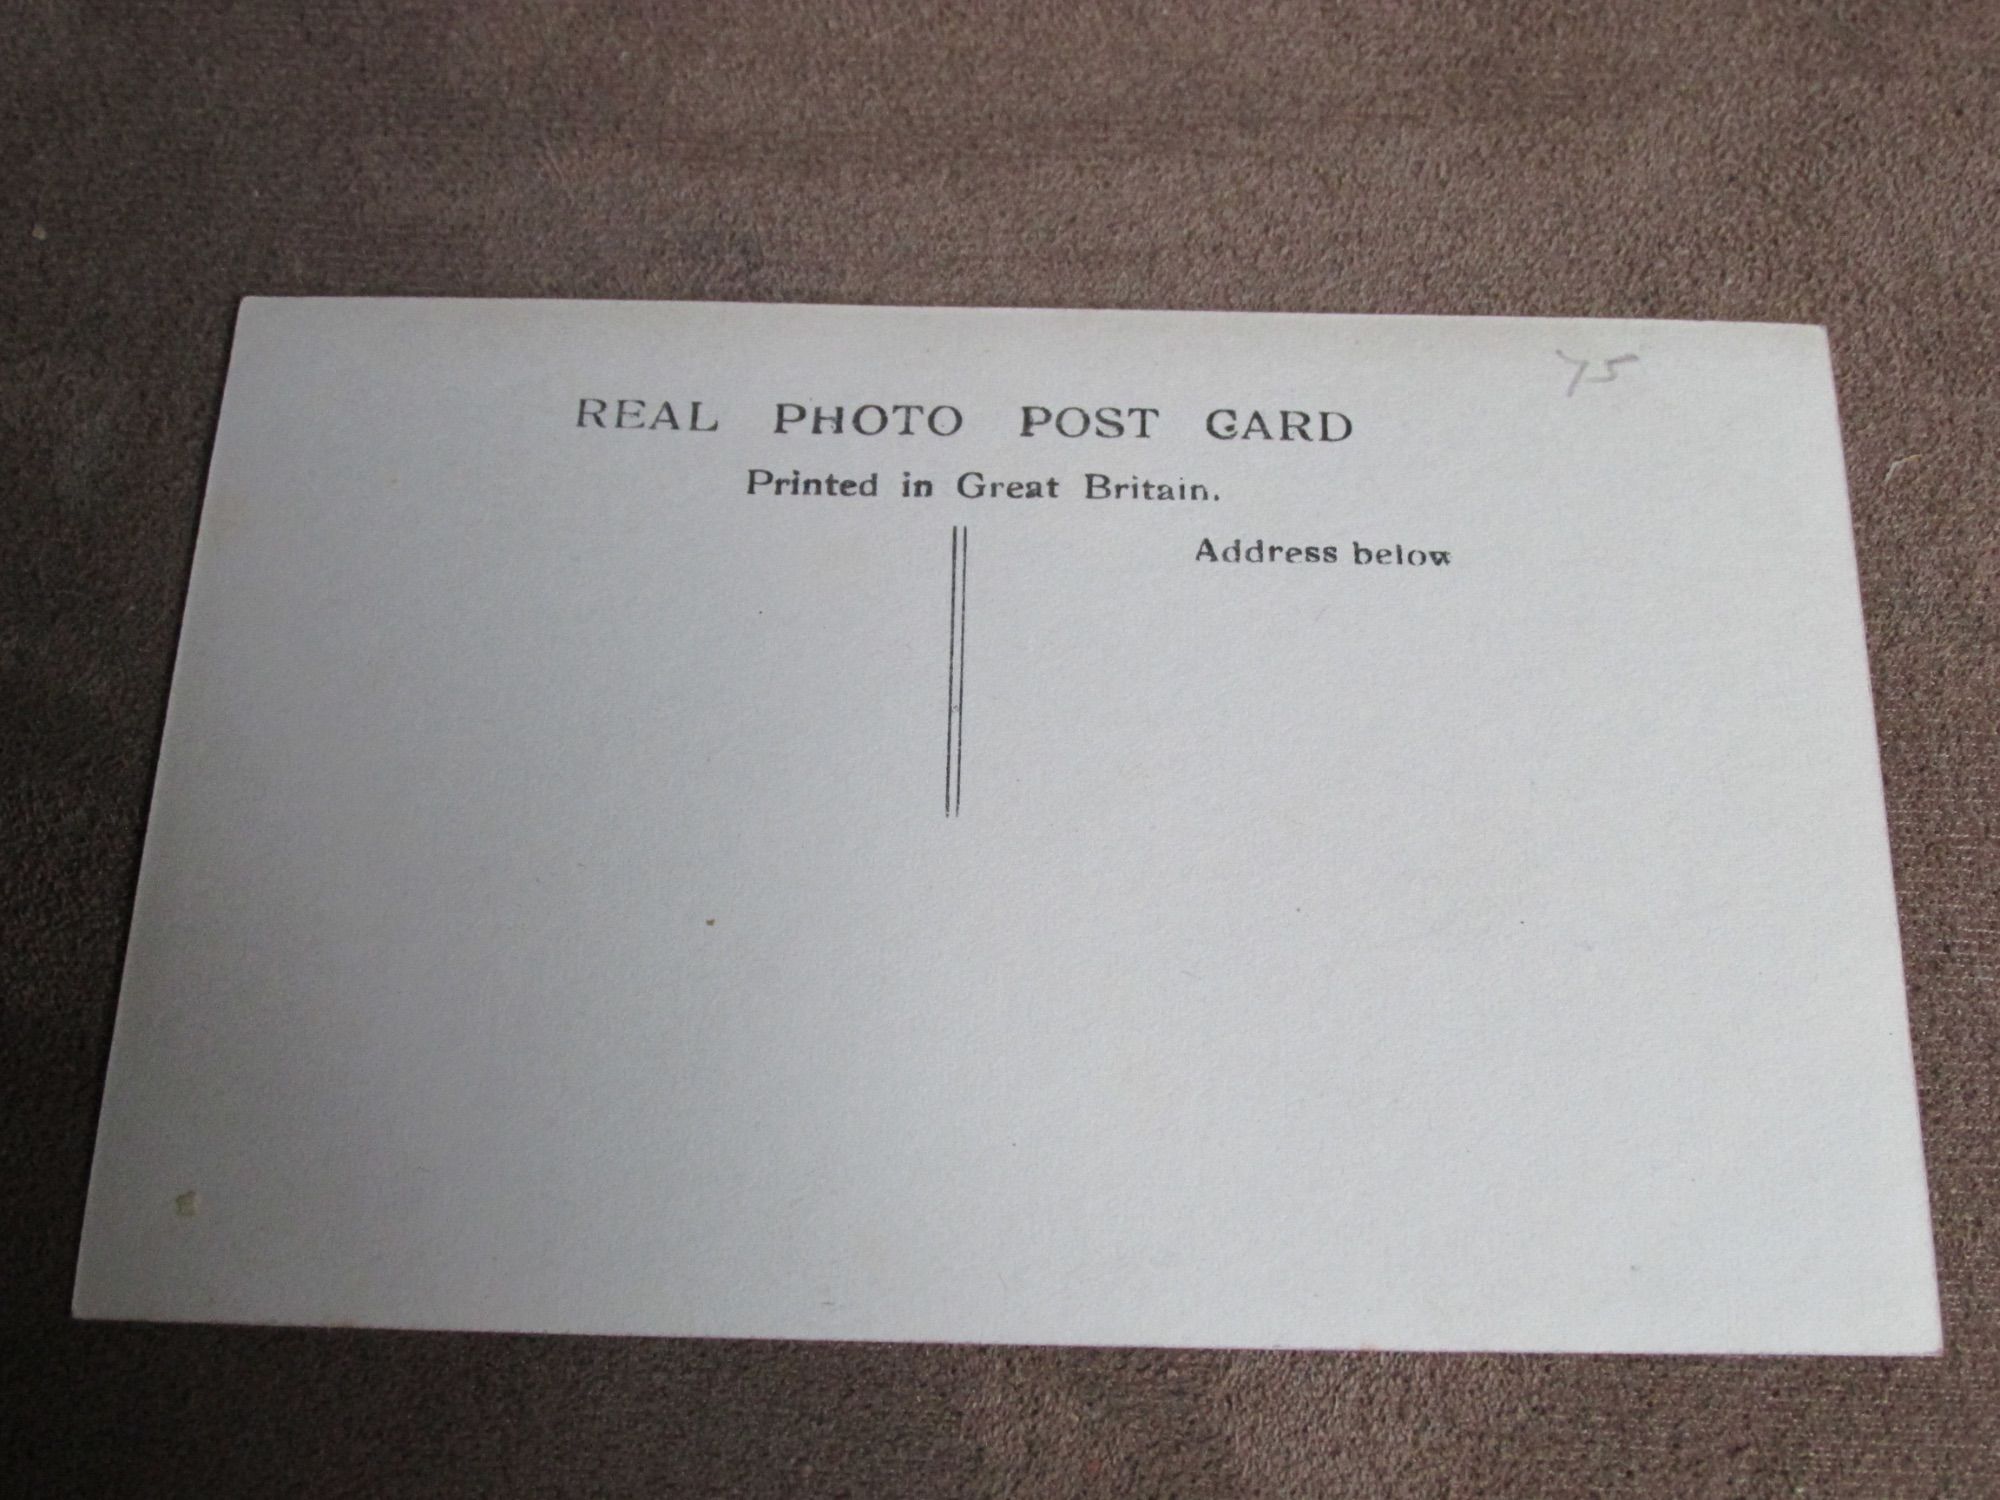 75
REAL PHOTO POST CARD
Printed in Great Britain.
Address below